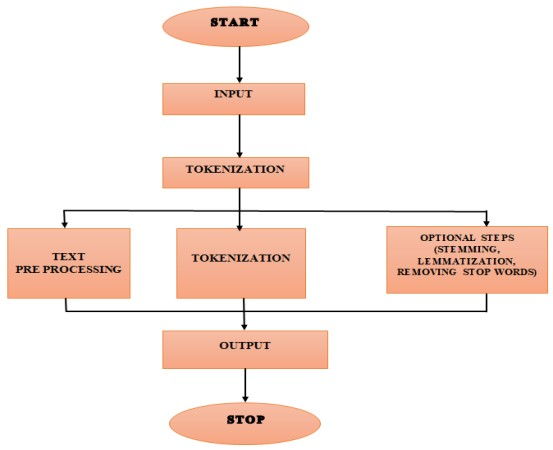 START
INPUT
TOKENIZATION
TEXT
PRE PROCESSING
TOKENIZATION
OPTIONAL STEPS
(STEMMING,
LEMMATIZATION,
REMOVING STOP WORDS)
OUTPUT
STOP